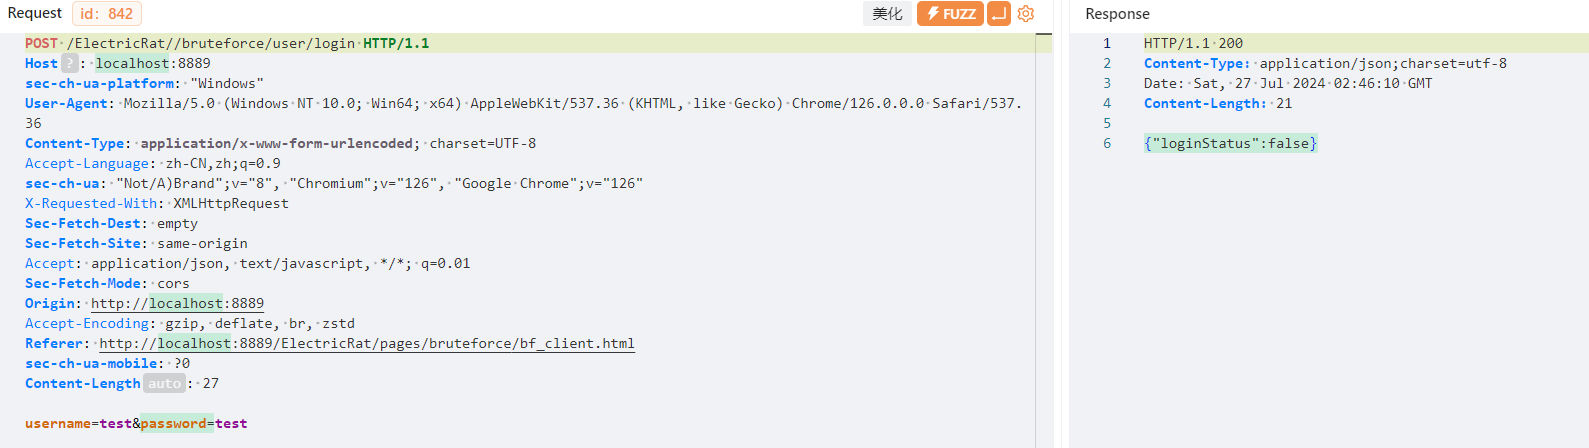 Request id: 842 美化 FUZZ
POST /ElectricRat//bruteforce/user/login HTTP/1.1
Host ? : localhost:8889
sec-ch-ua-platform: "Windows"
User-Agent: Mozilla/5.0 (Windows NT 10.0; Win64; x64) AppleWebKit/537.36 (KHTML, like Gecko) Chrome/126.0.0.0 Safari/537.
36
Content-Type: application/x-www-form-urlencoded; charset=UTF-8
Accept-Language: zh-CN,zh;q=0.9
sec-ch-ua: "Not/A)Brand";v="8", "Chromium";v="126", "Google Chrome";v="126"
X-Requested-With: XMLHttpRequest
Sec-Fetch-Dest: empty
Sec-Fetch-Site: same-origin
Accept: application/json, text/javascript, */*; q=0.01
Sec-Fetch-Mode: cors
Origin: http://localhost:8889
Accept-Encoding: gzip, deflate, br, zstd
Referer: http://localhost:8889/ElectricRat/pages/bruteforce/bf_client.html
sec-ch-ua-mobile: ?0
Content-Length auto : 27
username=test&password=test
Response
1 HTTP/1.1 200
2 Content-Type: application/json;charset=utf-8
3 Date: Sat, 27 Jul 2024 02:46:10 GMT
4 Content-Length: 21
5
6 {"loginStatus":false}